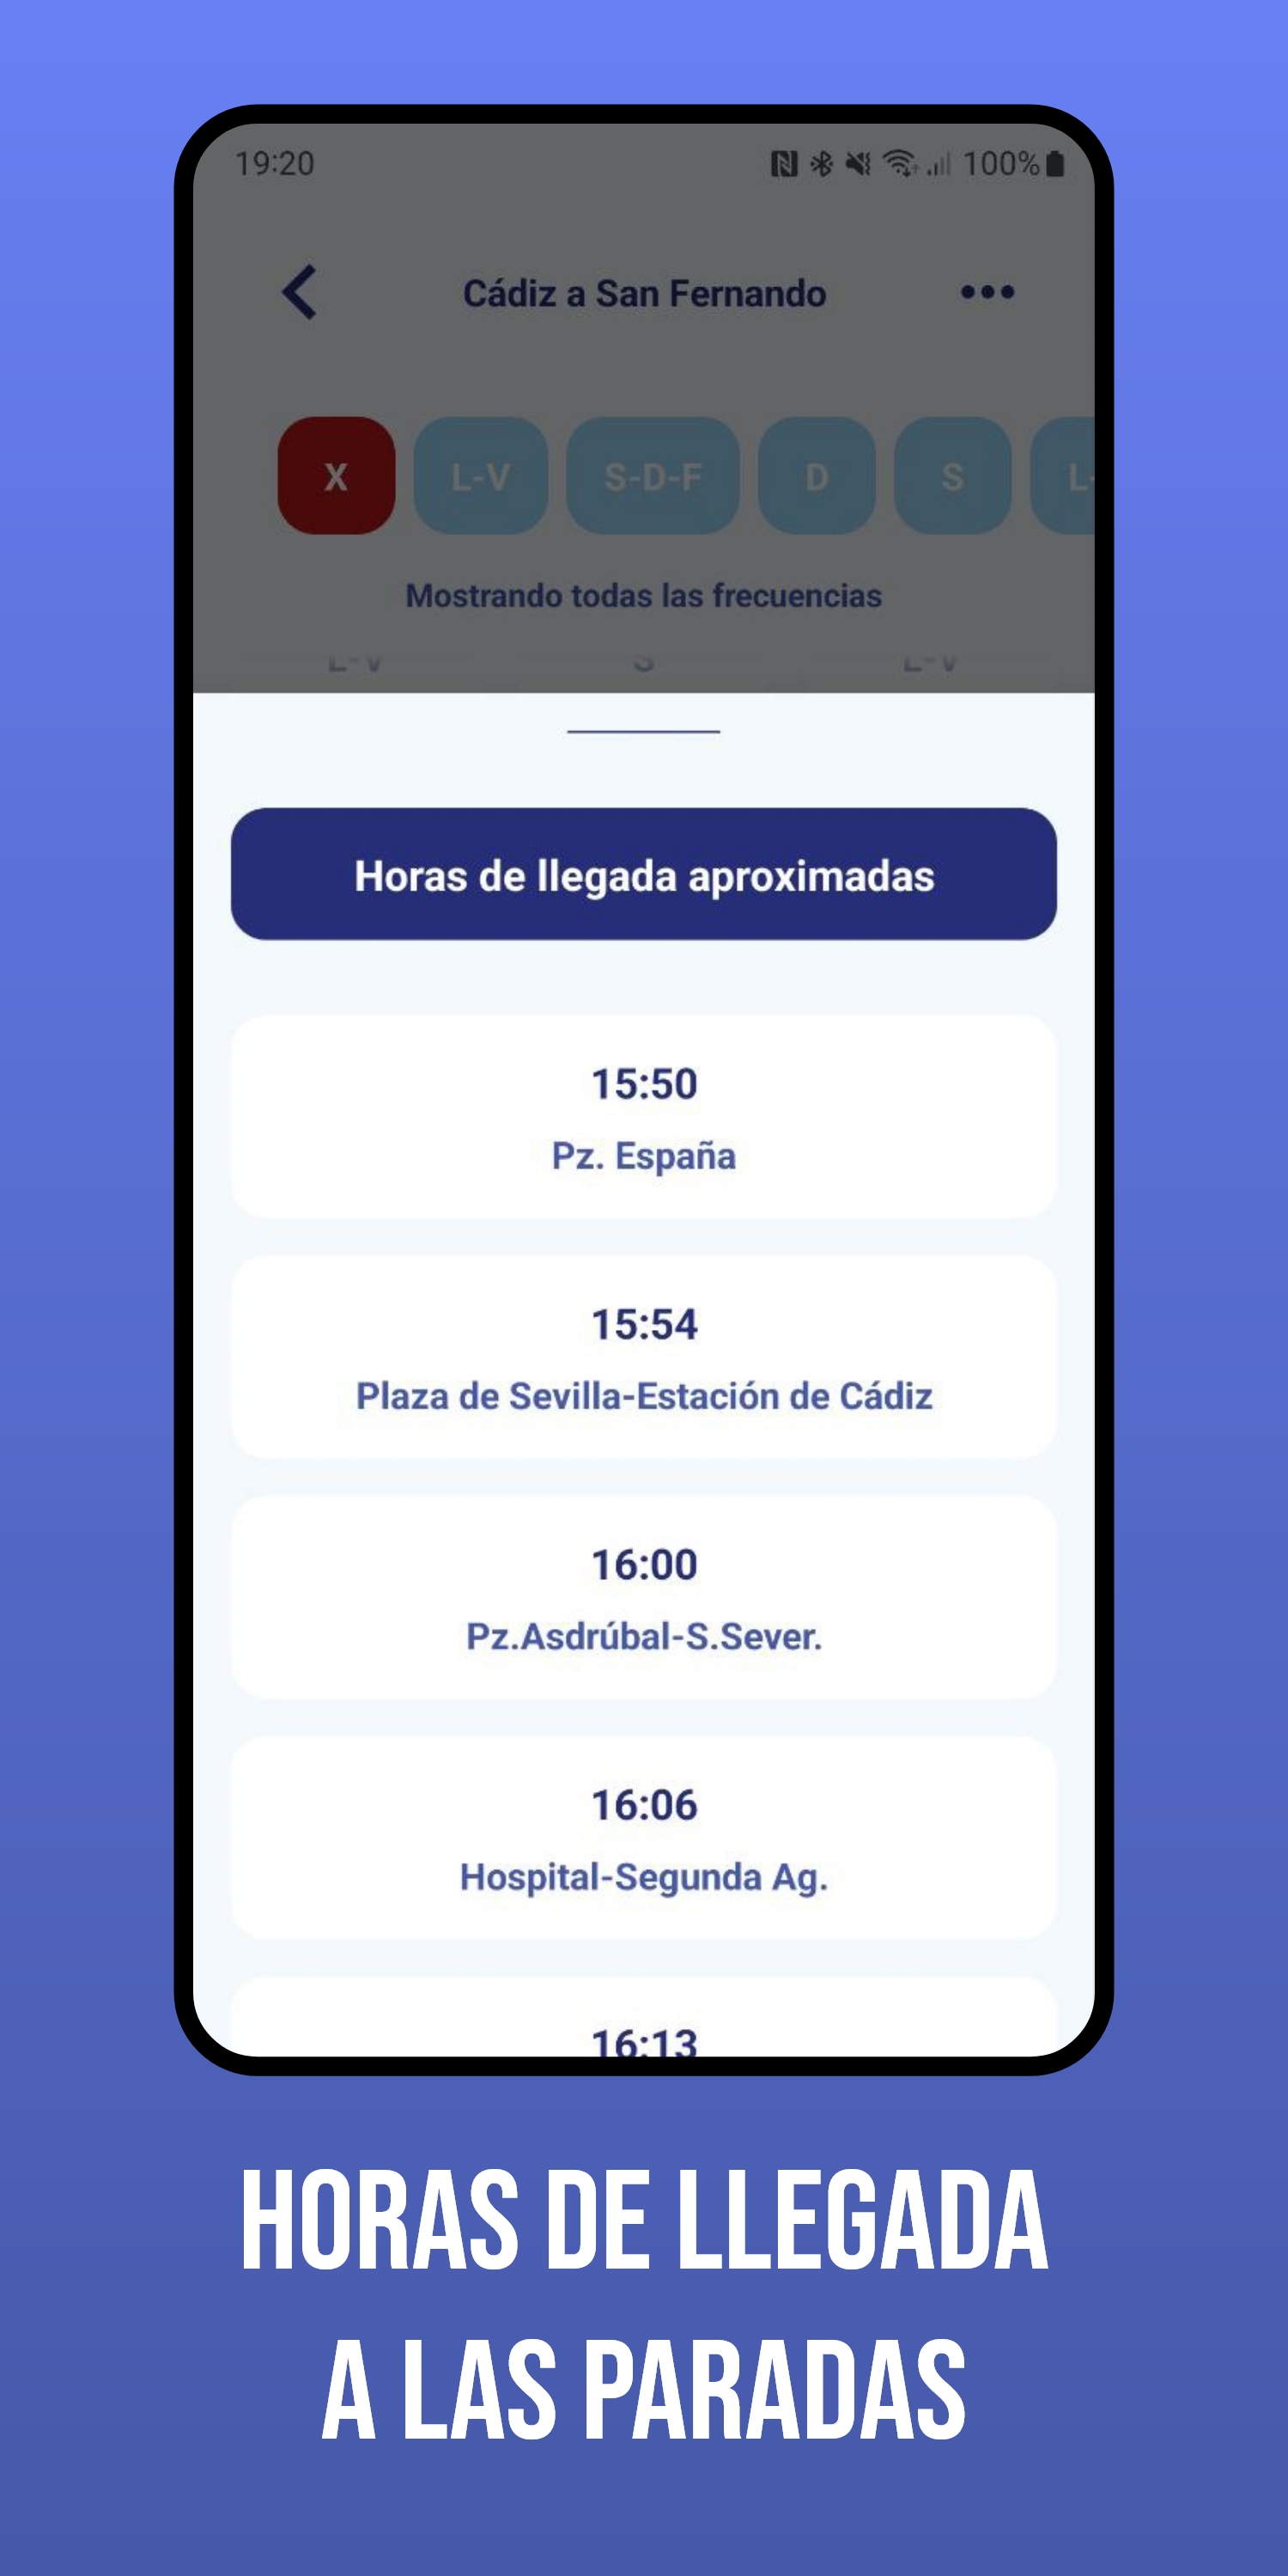 19:20
100%
Cádiz a San Fernando
X L-V S-D-F D S L-
Mostrando todas las frecuencias
L-V S L-V
Horas de llegada aproximadas
15:50
Pz. España
15:54
Plaza de Sevilla-Estación de Cádiz
16:00
Pz.Asdrúbal-S.Sever.
16:06
Hospital-Segunda Ag.
16:13
HORAS DE LLEGADA
A LAS PARADAS